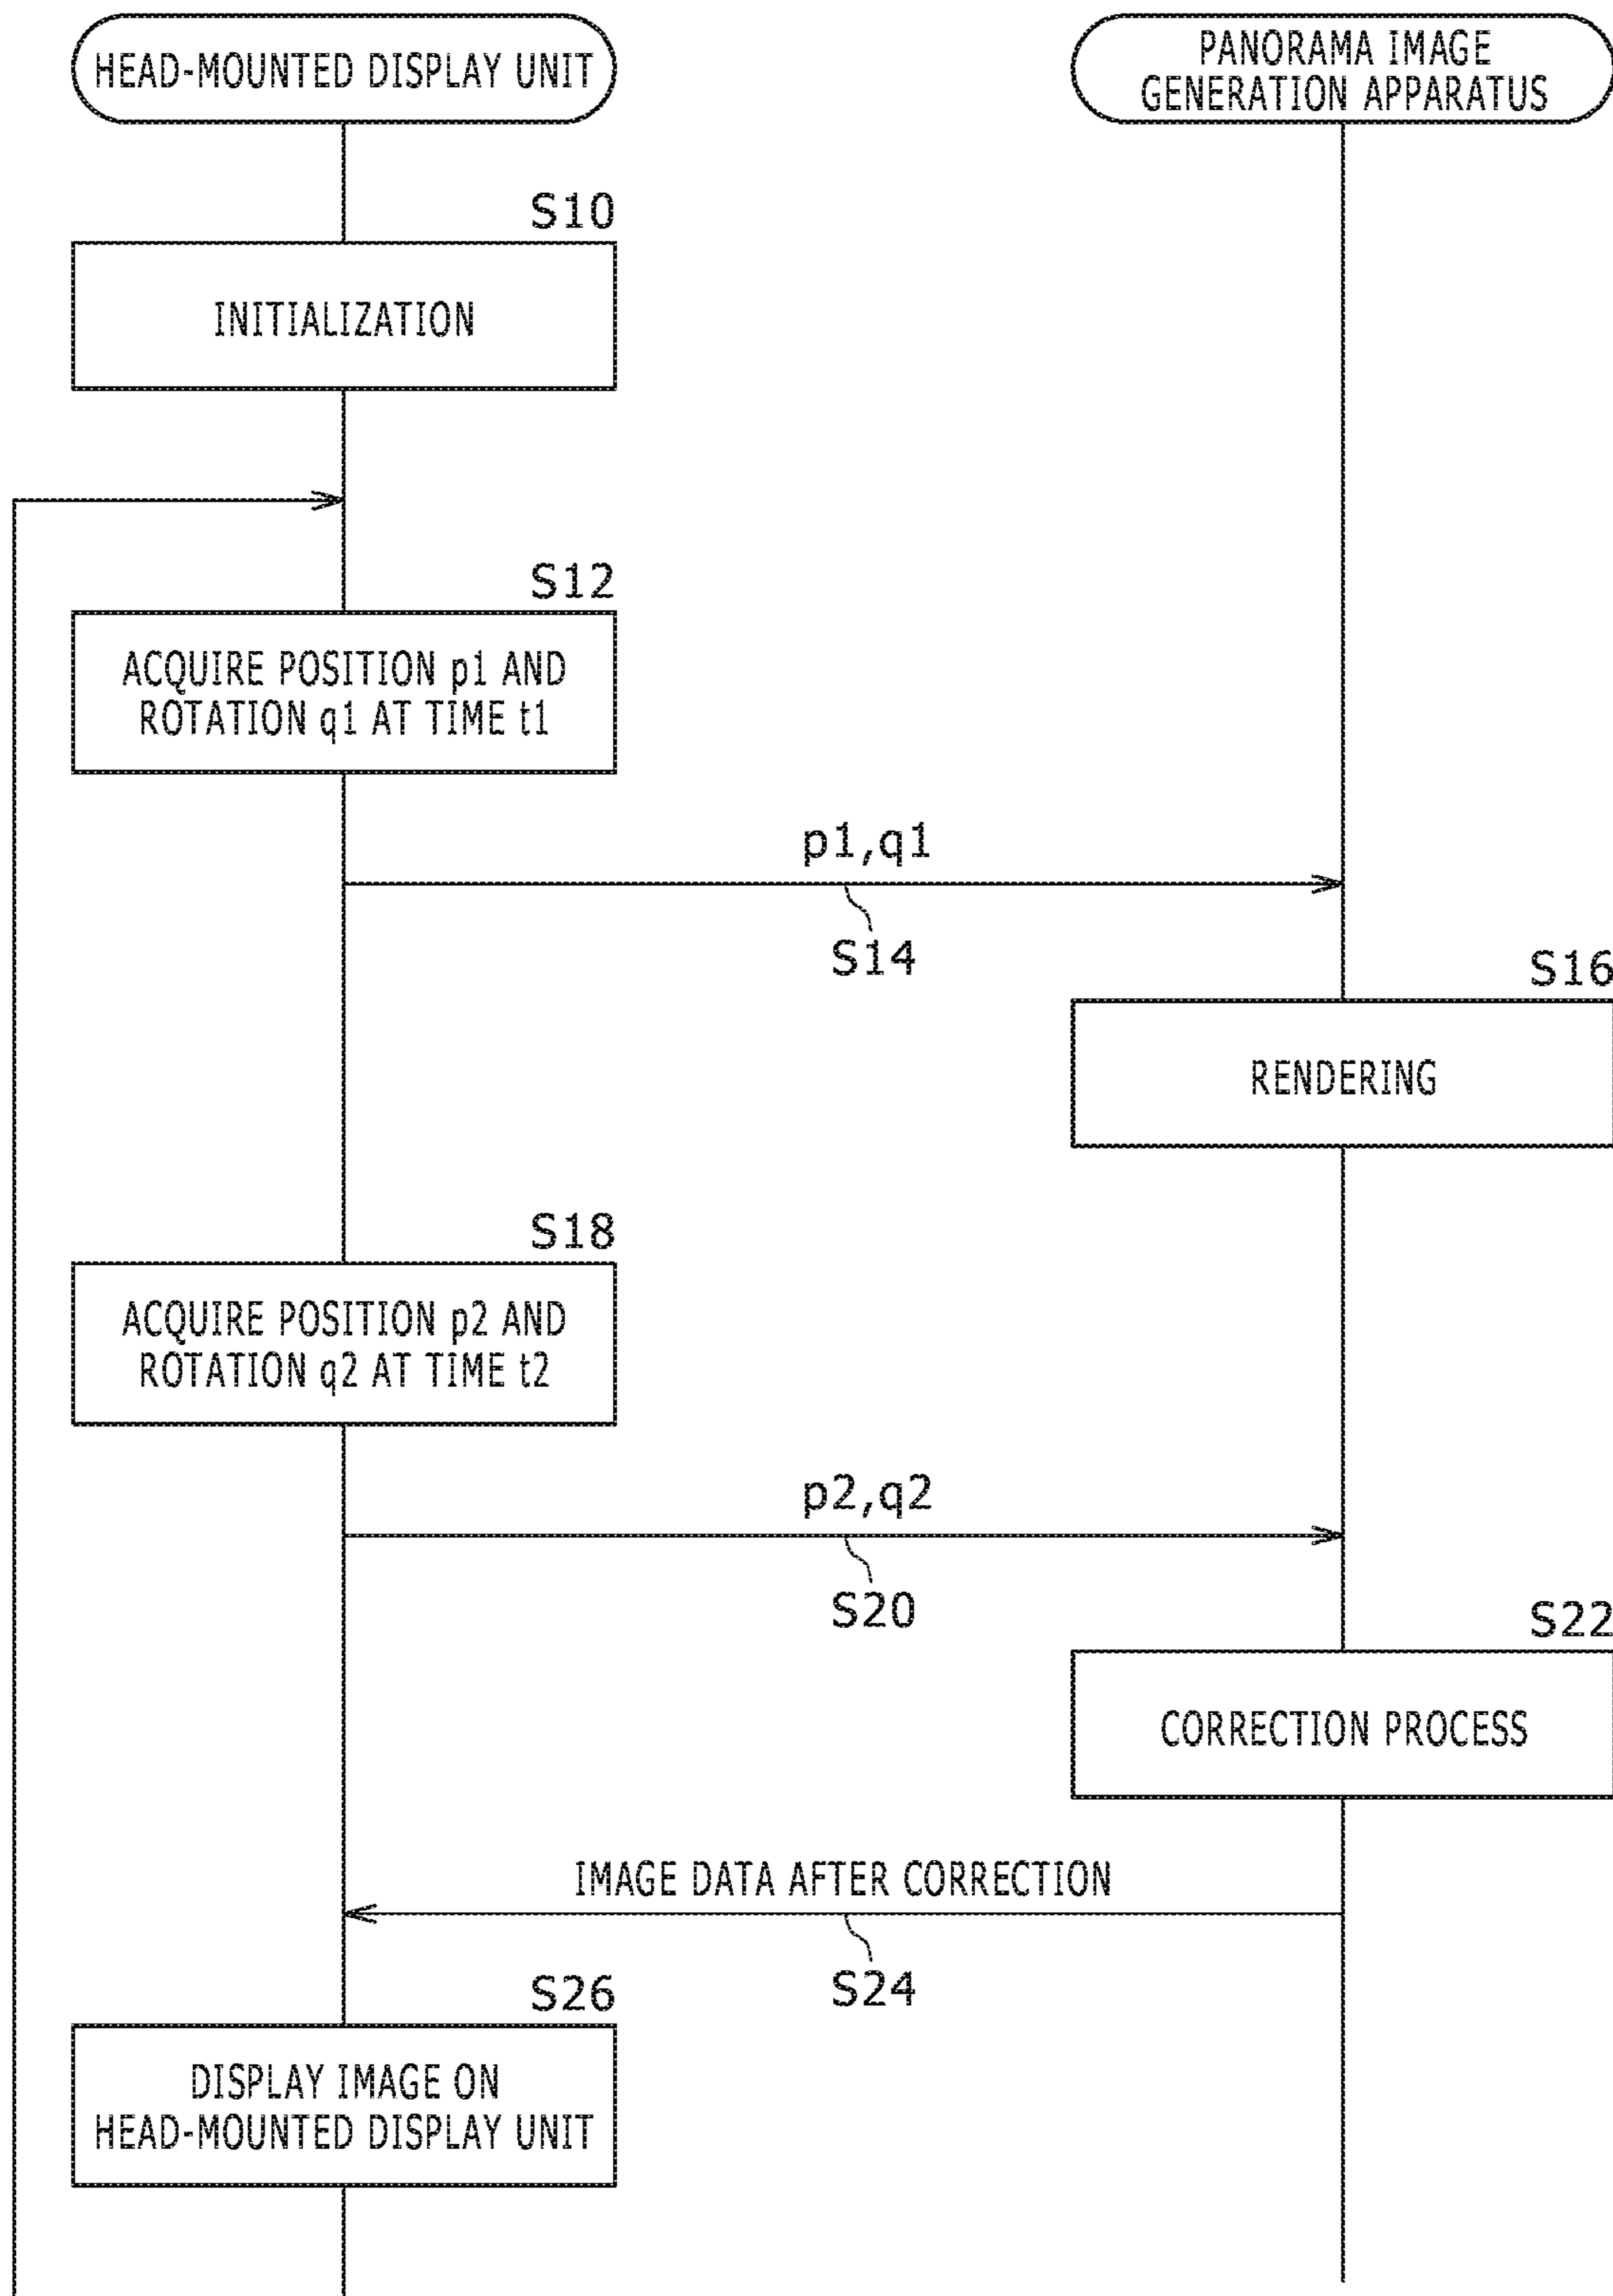 HEAD-MOUNTED DISPLAY UNIT
PANORAMA IMAGE
GENERATION APPARATUS
S10
INITIALIZATION
S12
ACQUIRE POSITION p1 AND
ROTATION q1 AT TIME t1
p1,q1
S14
S16
RENDERING
S18
ACQUIRE POSITION p2 AND
ROTATION q2 AT TIME t2
p2,q2
S20
S22
CORRECTION PROCESS
IMAGE DATA AFTER CORRECTION
S24
S26
DISPLAY IMAGE ON
HEAD-MOUNTED DISPLAY UNIT